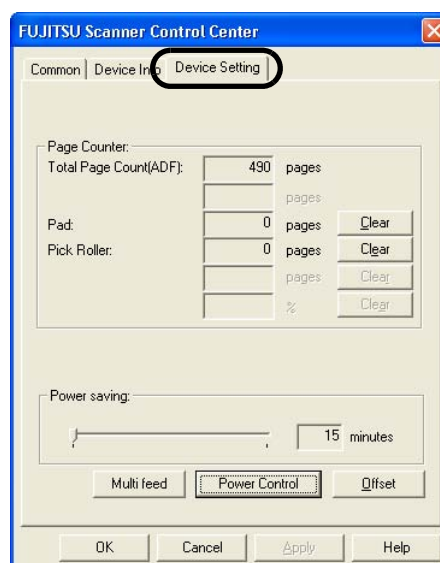 FUJITSU Scanner Control Center
Common Device Info Device Setting
Page Counter:
Total Page Count(ADF): 490 pages
pages
Pad: 0 pages Clear
Pick Roller: 0 pages Clear
pages Clear
% Clear
Power saving:
15 minutes
Multi feed Power Control Offset
OK Cancel Apply Help